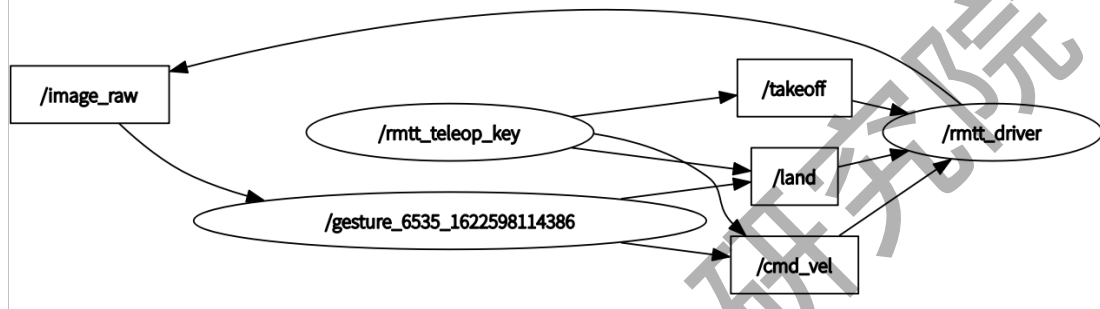 /image_raw
/takeoff
/rmtt_teleop_key
/rmtt_driver
/land
/gesture_6535_1622598114386
/cmd_vel
研究院